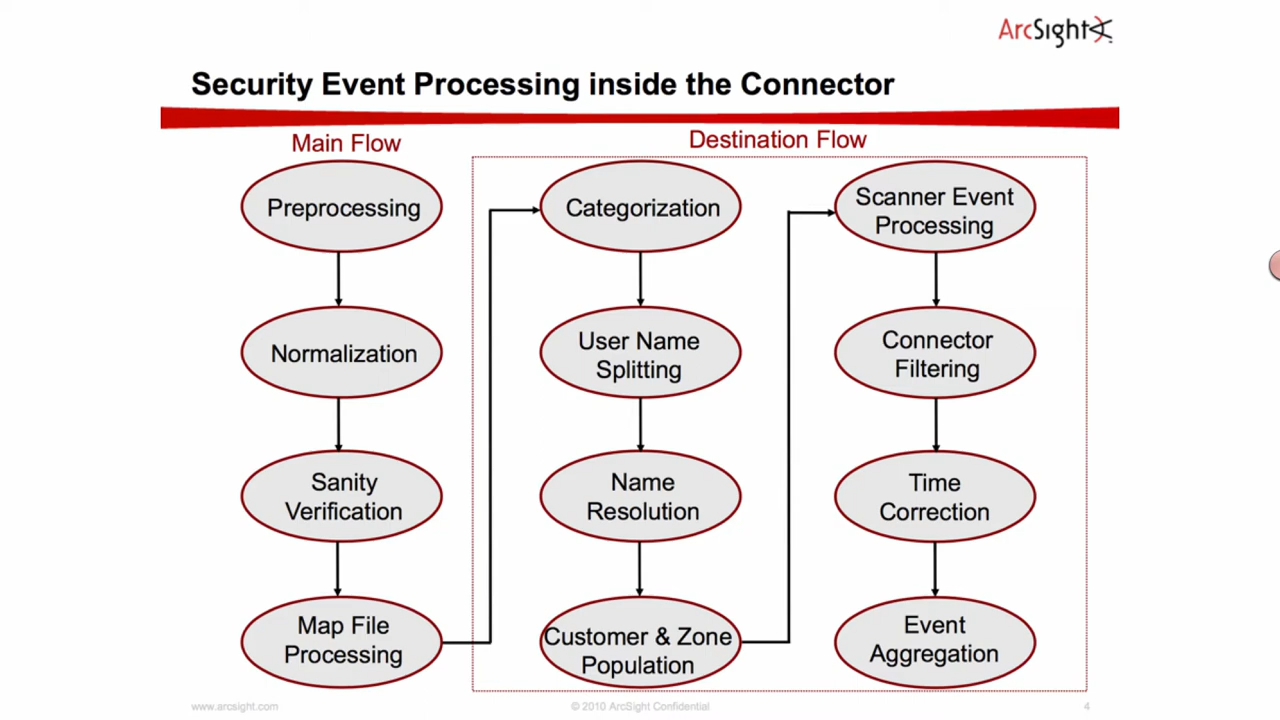 ArcSight
Security Event Processing inside the Connector
Main Flow
Destination Flow
Preprocessing
Normalization
Sanity
Verification
Map File
Processing
Categorization
User Name
Splitting
Name
Resolution
Customer & Zone
Population
Scanner Event
Processing
Connector
Filtering
Time
Correction
Event
Aggregation
www.arcsight.com
© 2010 ArcSight Confidential
4